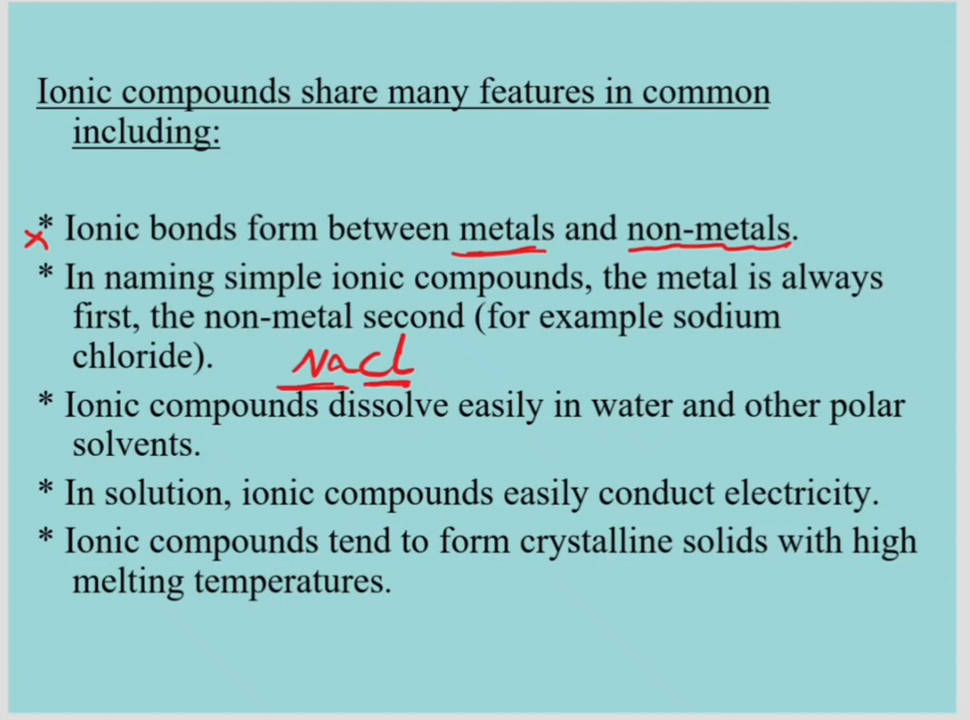 Ionic compounds share many features in common
including:
* Ionic bonds form between metals and non-metals.
* In naming simple ionic compounds, the metal is always
first, the non-metal second (for example sodium
chloride).
Nacl
* Ionic compounds dissolve easily in water and other polar
solvents.
* In solution, ionic compounds easily conduct electricity.
* Ionic compounds tend to form crystalline solids with high
melting temperatures.